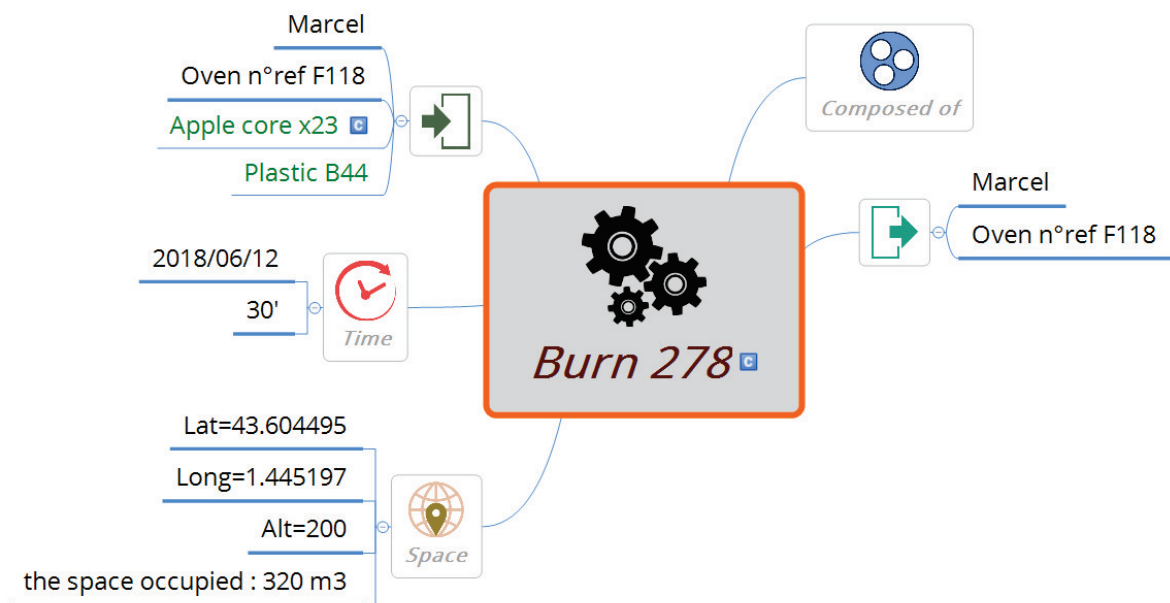 Marcel
Oven n°ref F118
Apple core x23 C
Plastic B44
Composed of
Marcel
Oven n°ref F118
2018/06/12
30'
Time
Burn 278 C
Lat=43.604495
Long=1.445197
Alt=200
the space occupied : 320 m3
Space